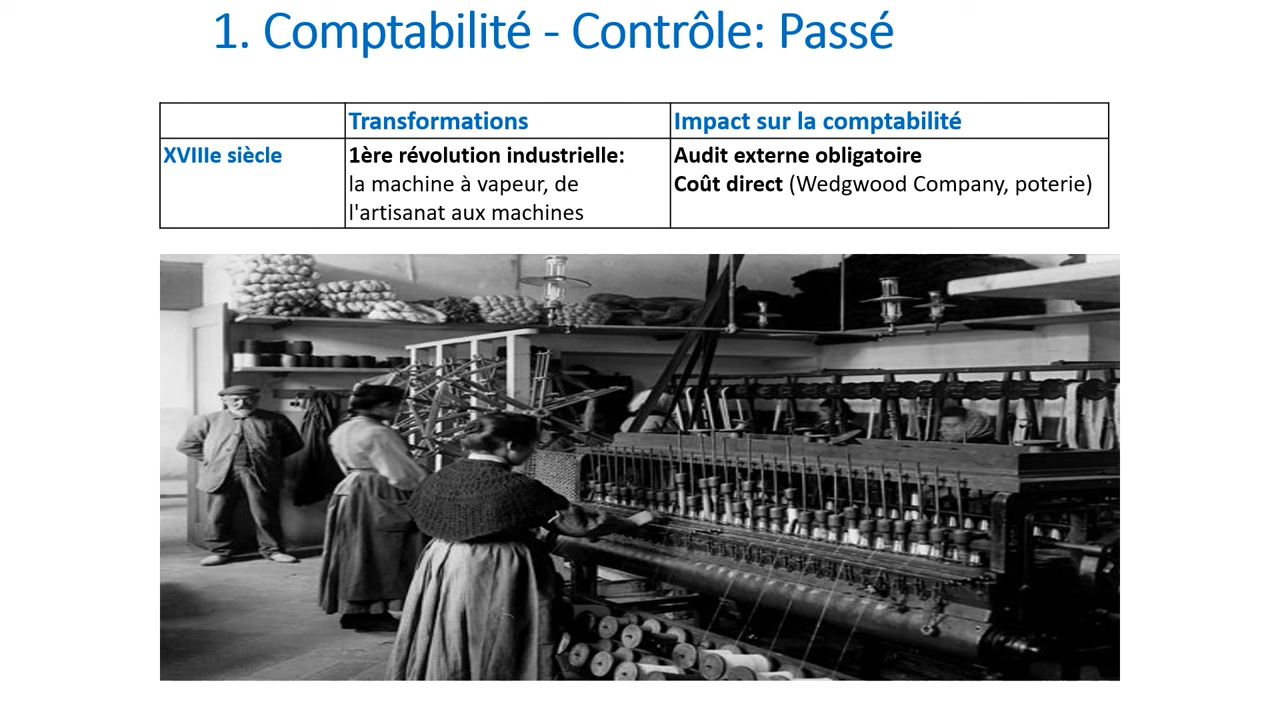 1. Comptabilité - Contrôle: Passé
Transformations
Impact sur la comptabilité
XVIIIe siècle
1ère révolution industrielle:
la machine à vapeur, de
l'artisanat aux machines
Audit externe obligatoire
Coût direct (Wedgwood Company, poterie)